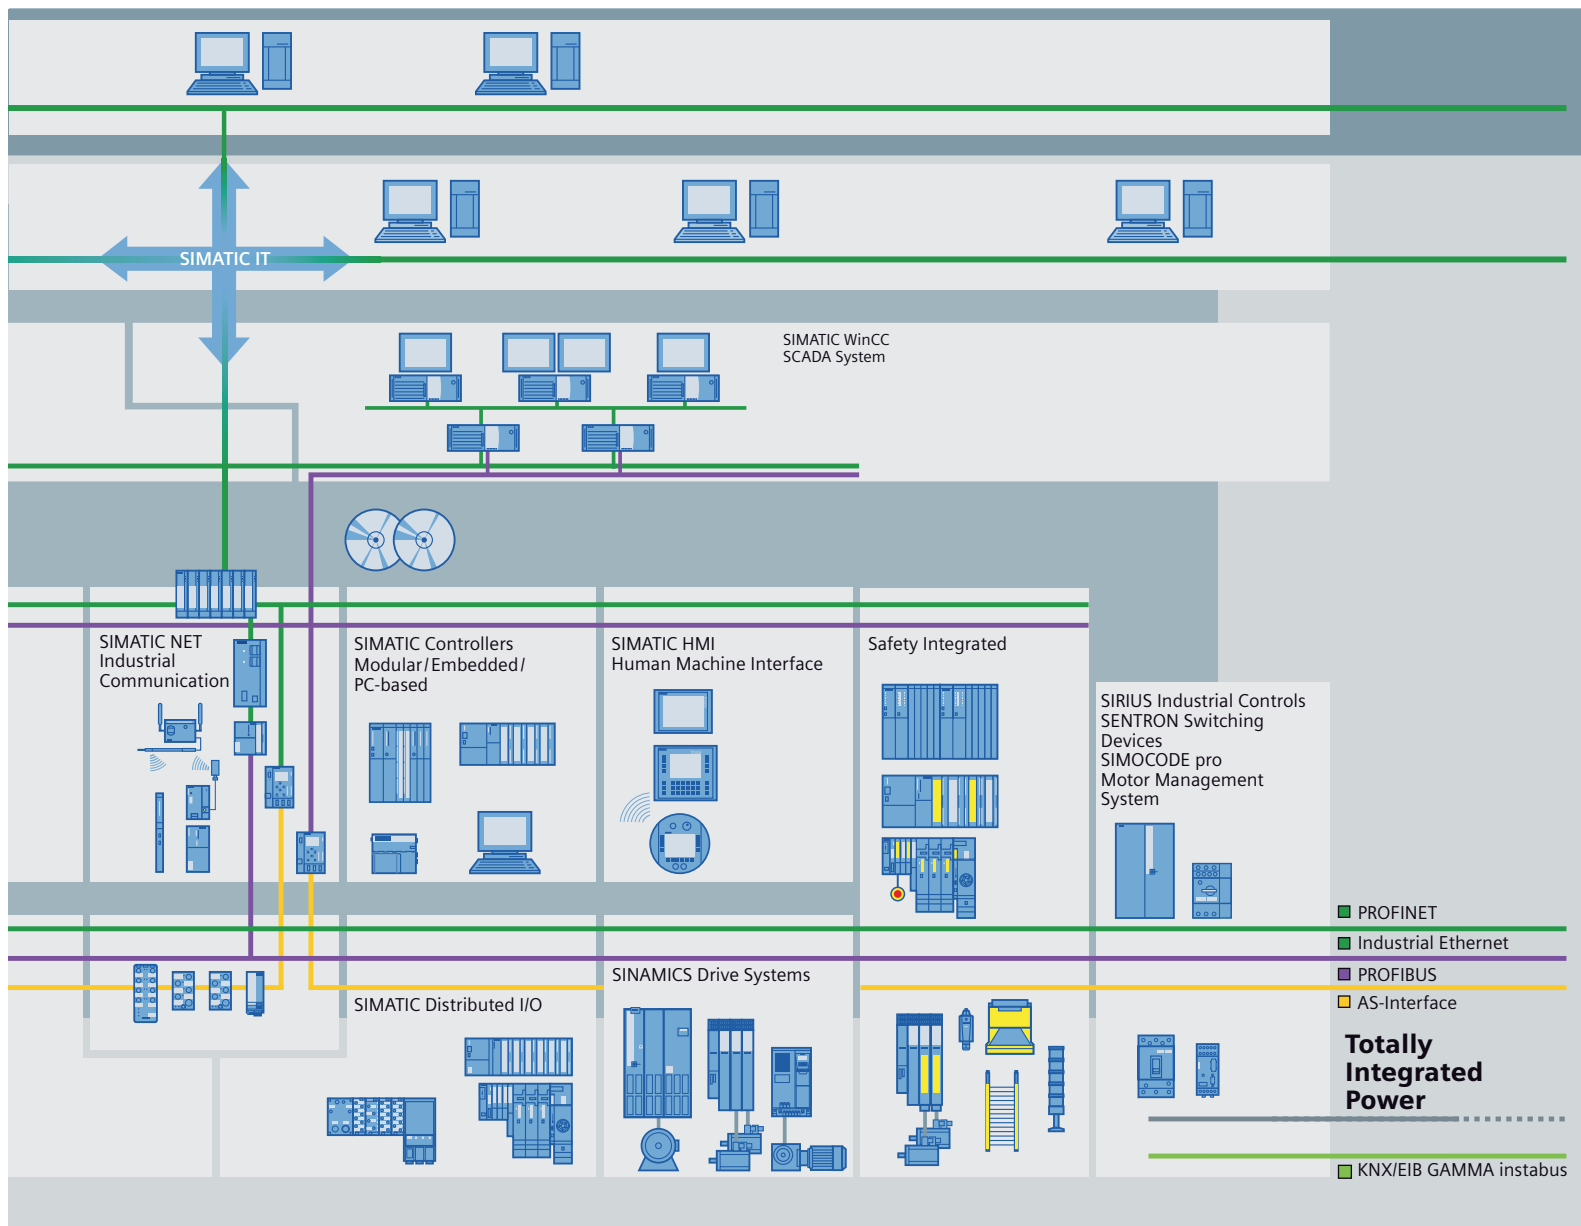 SIMATIC IT
SIMATIC WinCC
SCADA System
SIMATIC NET
Industrial
Communication
SIMATIC Controllers
Modular/Embedded/
PC-based
SIMATIC HMI
Human Machine Interface
Safety Integrated
SIRIUS Industrial Controls
SENTRON Switching
Devices
SIMOCODE pro
Motor Management
System
PROFINET
Industrial Ethernet
PROFIBUS
AS-Interface
SIMATIC Distributed I/O
SINAMICS Drive Systems
Totally
Integrated
Power
KNX/EIB GAMMA instabus